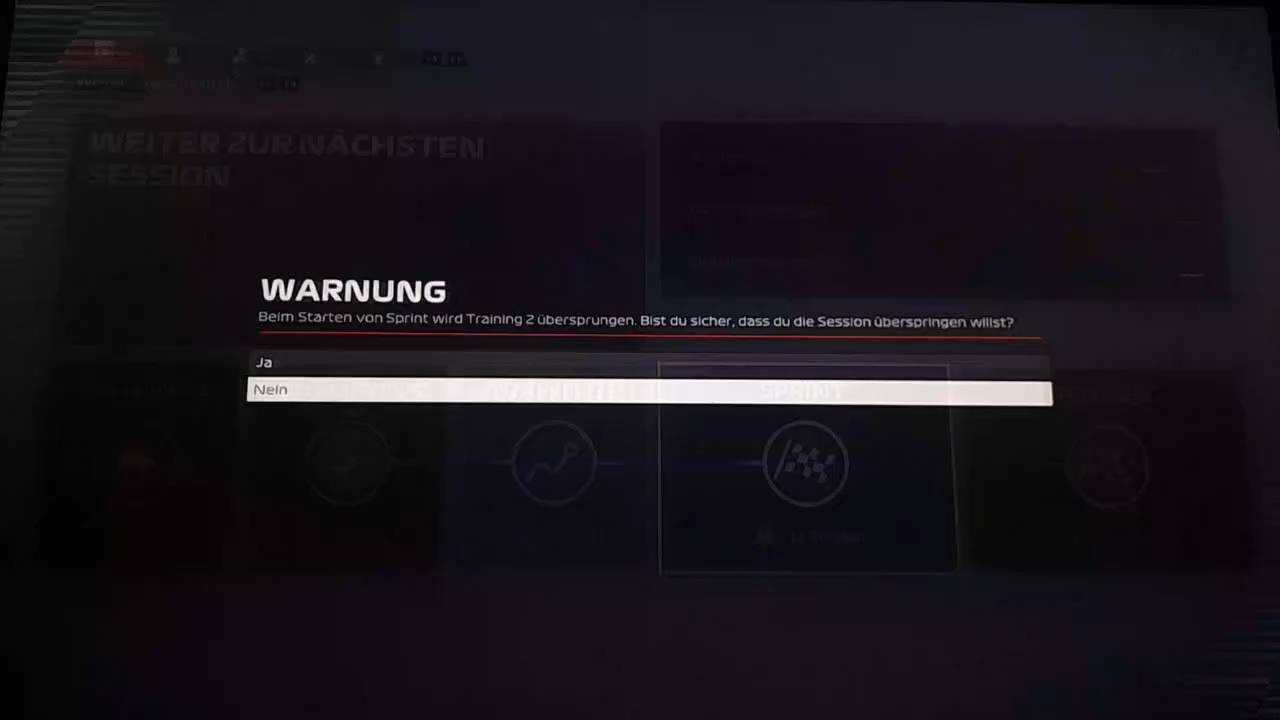 WEITER ZUR NÄCHSTEN
SESSION
WARNUNG
Beim Starten von Sprint wird Training 2 übersprungen. Bist du sicher, dass du die Session überspringen willst?
Ja
Nein
SPRINT